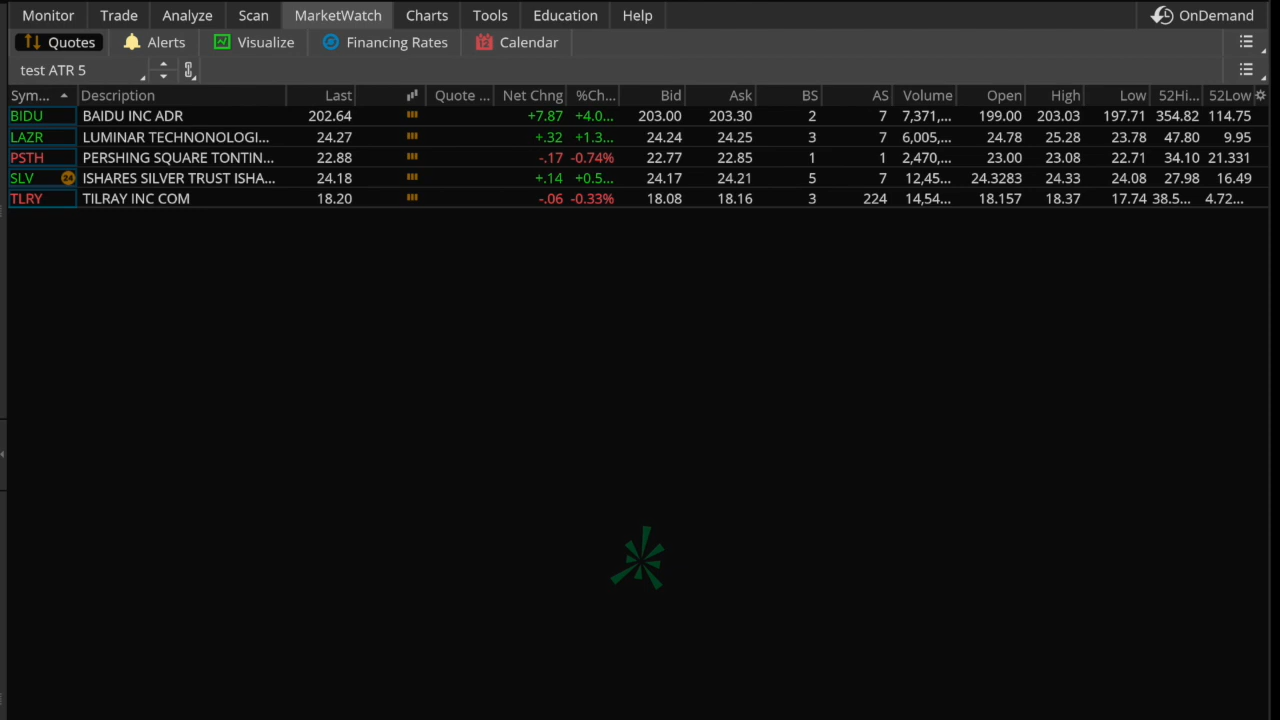 Monitor Trade Analyze Scan MarketWatch Charts Tools Education Help OnDemand
Quotes Alerts Visualize Financing Rates 12 Calendar
test ATR 5
Sym... Description Last Quote ... Net Chng %Ch... Bid Ask BS AS Volume Open High Low 52Hi... 52Low
BIDU BAIDU INC ADR 202.64 +7.87 +4.0... 203.00 203.30 2 7 7,371,... 199.00 203.03 197.71 354.82 114.75
LAZR LUMINAR TECHNONOLOGI... 24.27 +.32 +1.3... 24.24 24.25 3 7 6,005,... 24.78 25.28 23.78 47.80 9.95
PSTH PERSHING SQUARE TONTIN... 22.88 -.17 -0.74% 22.77 22.85 1 1 2,470,... 23.00 23.08 22.71 34.10 21.331
SLV 24 ISHARES SILVER TRUST ISHA... 24.18 +.14 +0.5... 24.17 24.21 5 7 12,45... 24.3283 24.33 24.08 27.98 16.49
TLRY TILRAY INC COM 18.20 -.06 -0.33% 18.08 18.16 3 224 14,54... 18.157 18.37 17.74 38.5... 4.72...